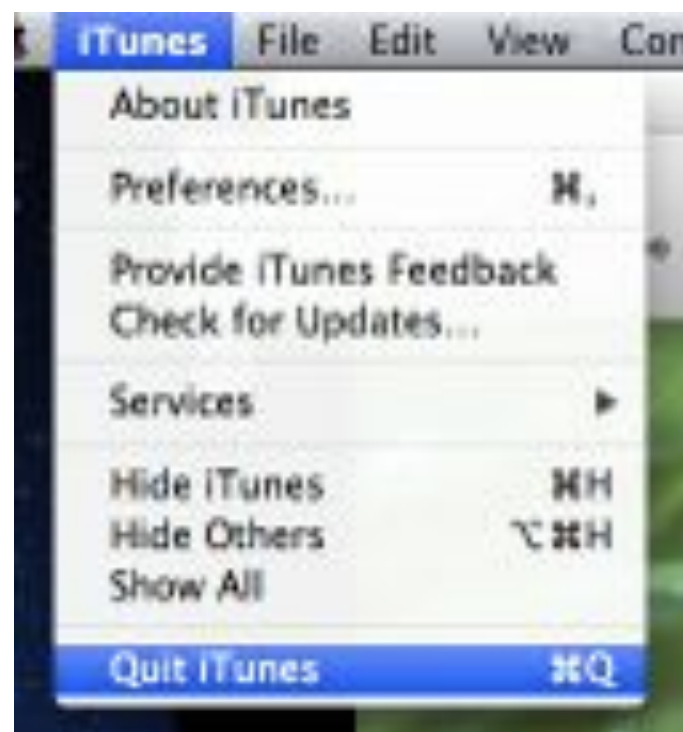 iTunes File Edit View Con
About iTunes
Preferences... ⌘,
Provide iTunes Feedback
Check for Updates...
Services ▶
Hide iTunes ⌘H
Hide Others ⌥⌘H
Show All
Quit iTunes ⌘Q